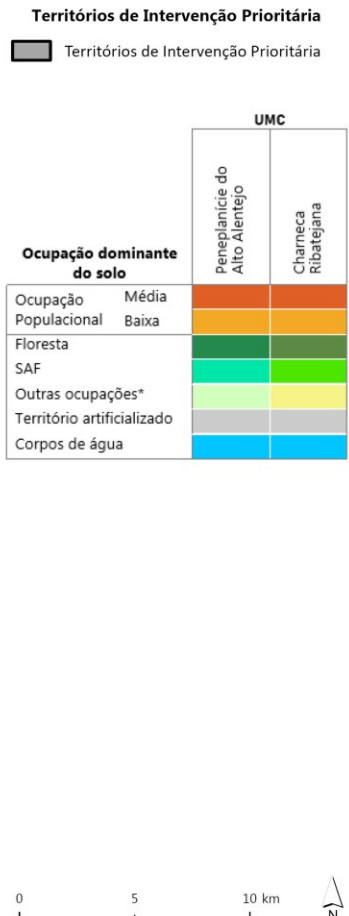 Territórios de Intervenção Prioritária
Territórios de Intervenção Prioritária
UMC
Peneplanície do
Alto Alentejo
Charneca
Ribatejana
Ocupação dominante
do solo
Ocupação Média
Populacional Baixa
Floresta
SAF
Outras ocupações*
Território artificializado
Corpos de água
0 5 10 km
N